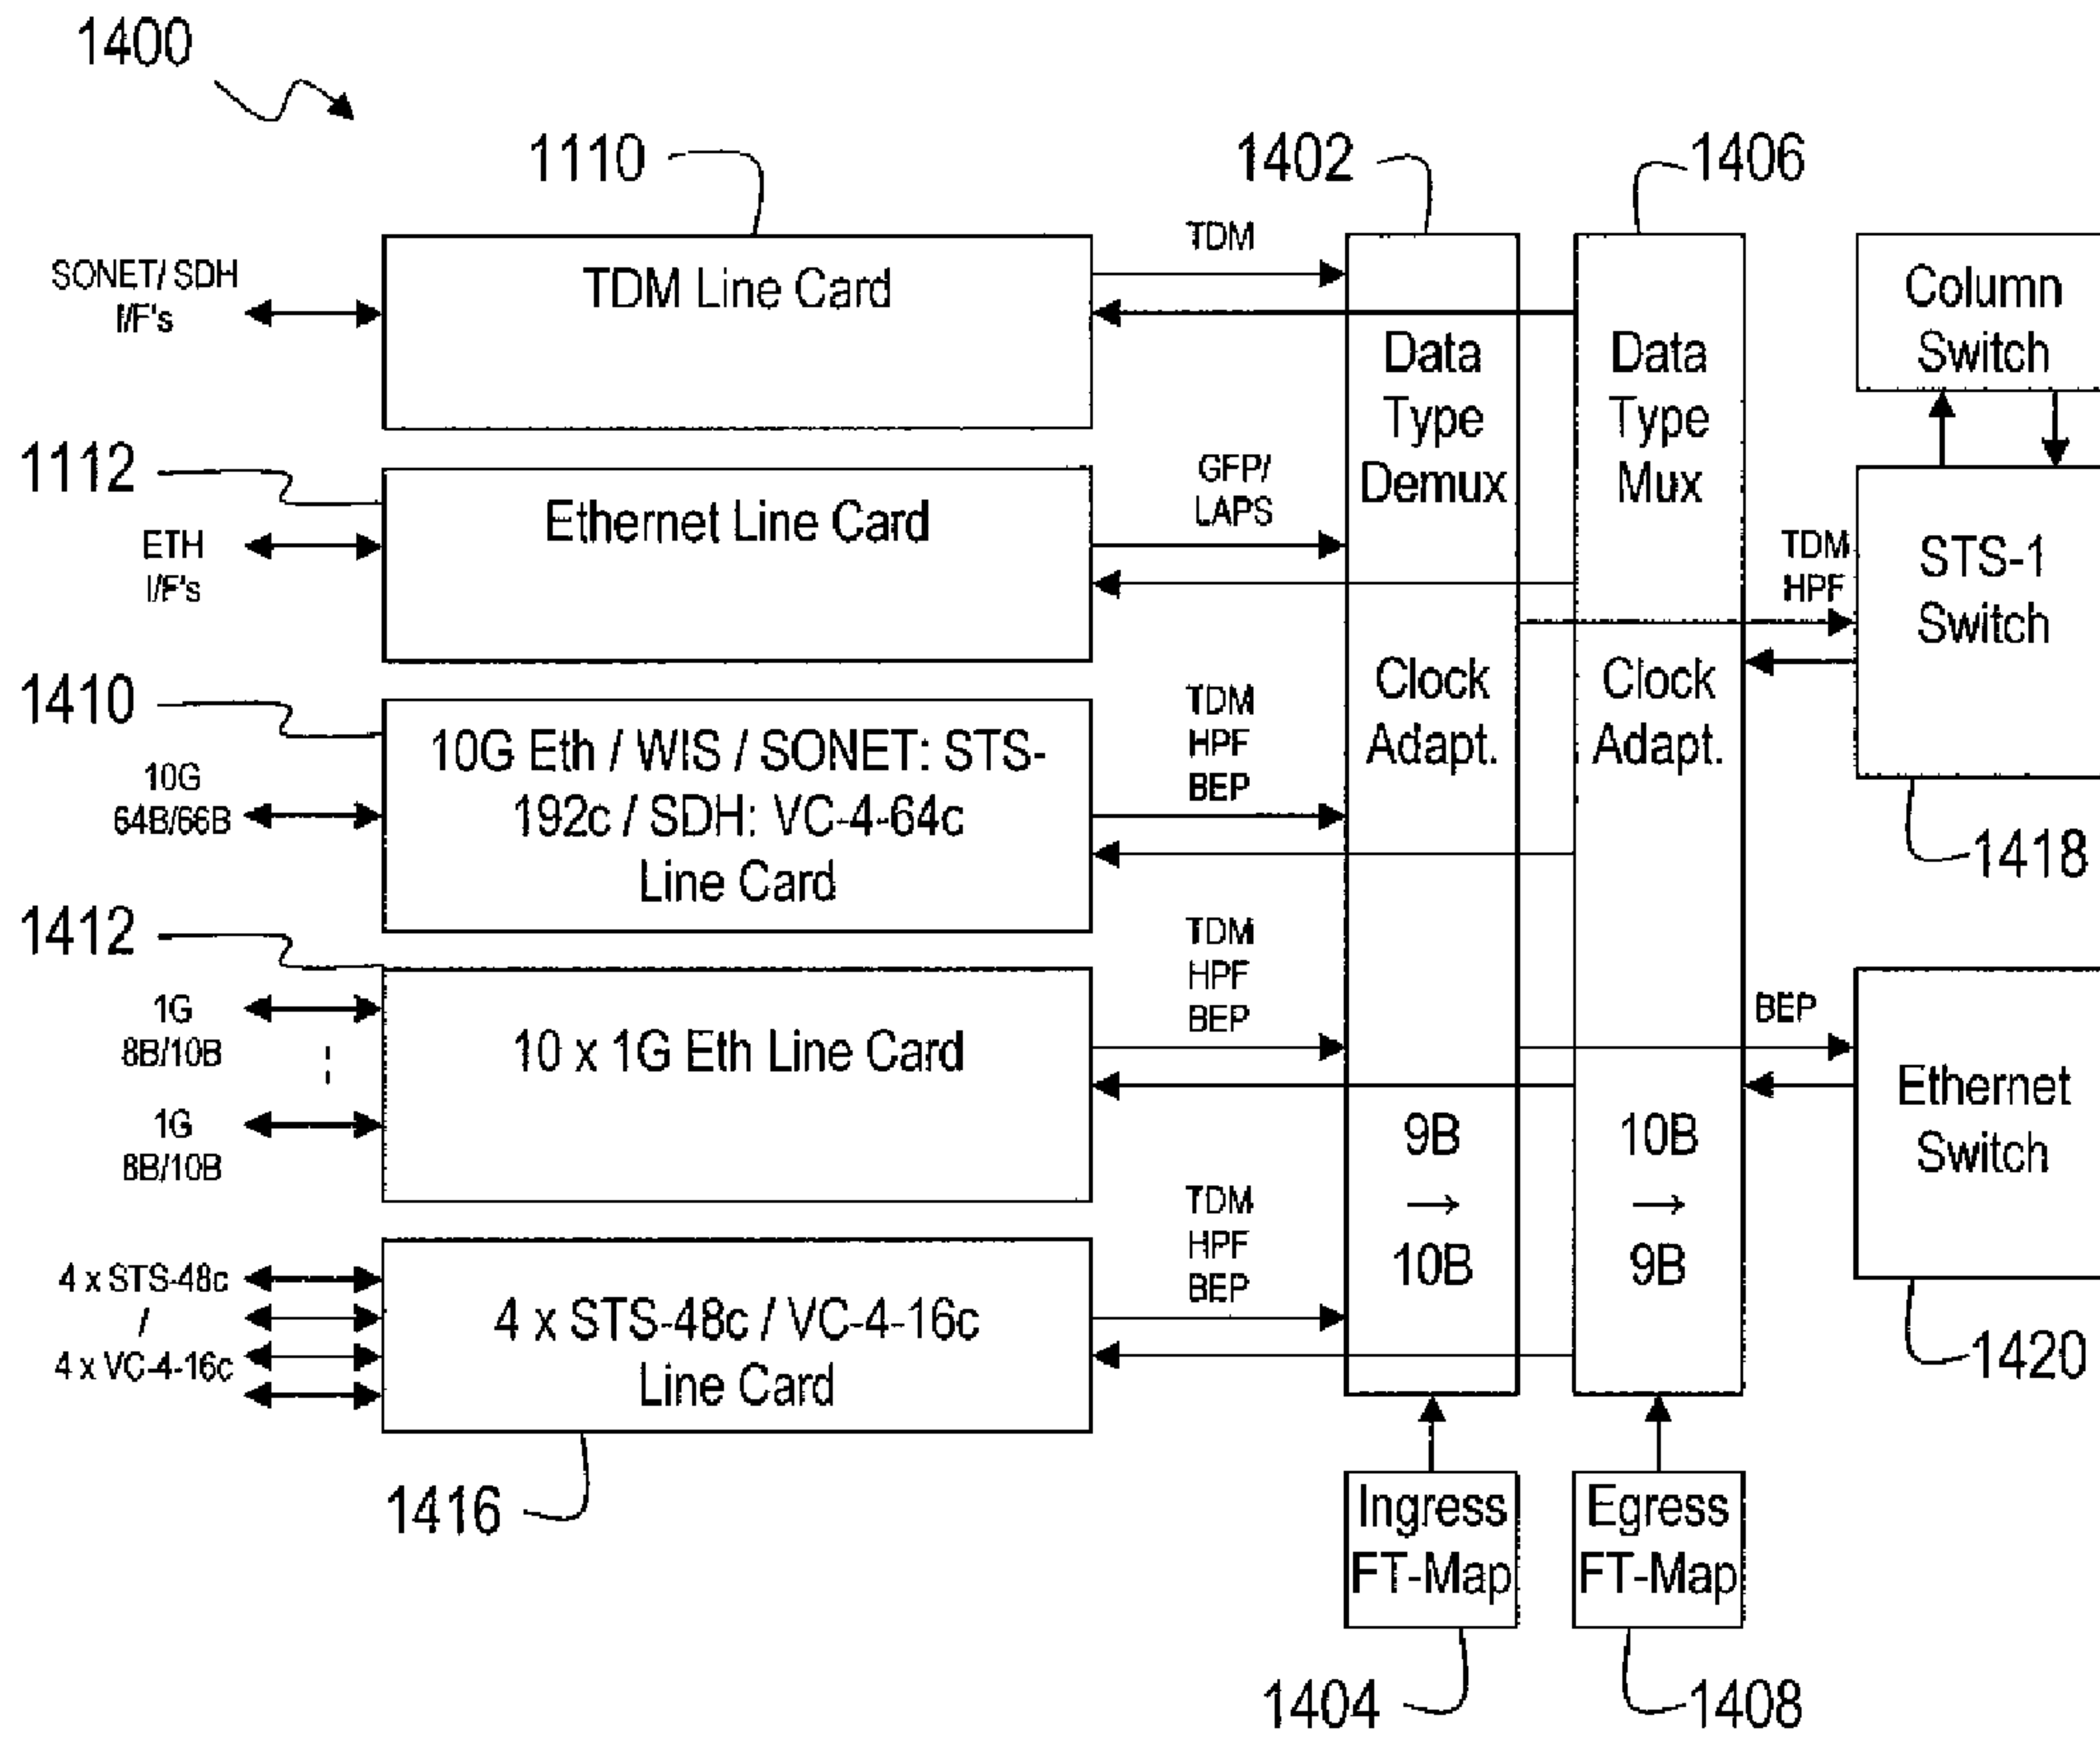 1400
1110
1402
1406
SONET/ SDH
I/F's
TDM Line Card
TDM
Data
Type
Demux
Clock
Adapt.
9B
→
10B
Data
Type
Mux
Clock
Adapt.
10B
→
9B
Column
Switch
1112
ETH
I/F's
Ethernet Line Card
GFP/
LAPS
TDM
HPF
STS-1
Switch
1418
1410
10G
64B/66B
10G Eth / WIS / SONET: STS-
192c / SDH: VC-4-64c
Line Card
TDM
HPF
BEP
1412
1G
8B/10B
1G
8B/10B
10 x 1G Eth Line Card
TDM
HPF
BEP
BEP
Ethernet
Switch
1420
4 x STS-48c
/
4 x VC-4-16c
4 x STS-48c / VC-4-16c
Line Card
TDM
HPF
BEP
1416
Ingress
FT-Map
Egress
FT-Map
1404
1408